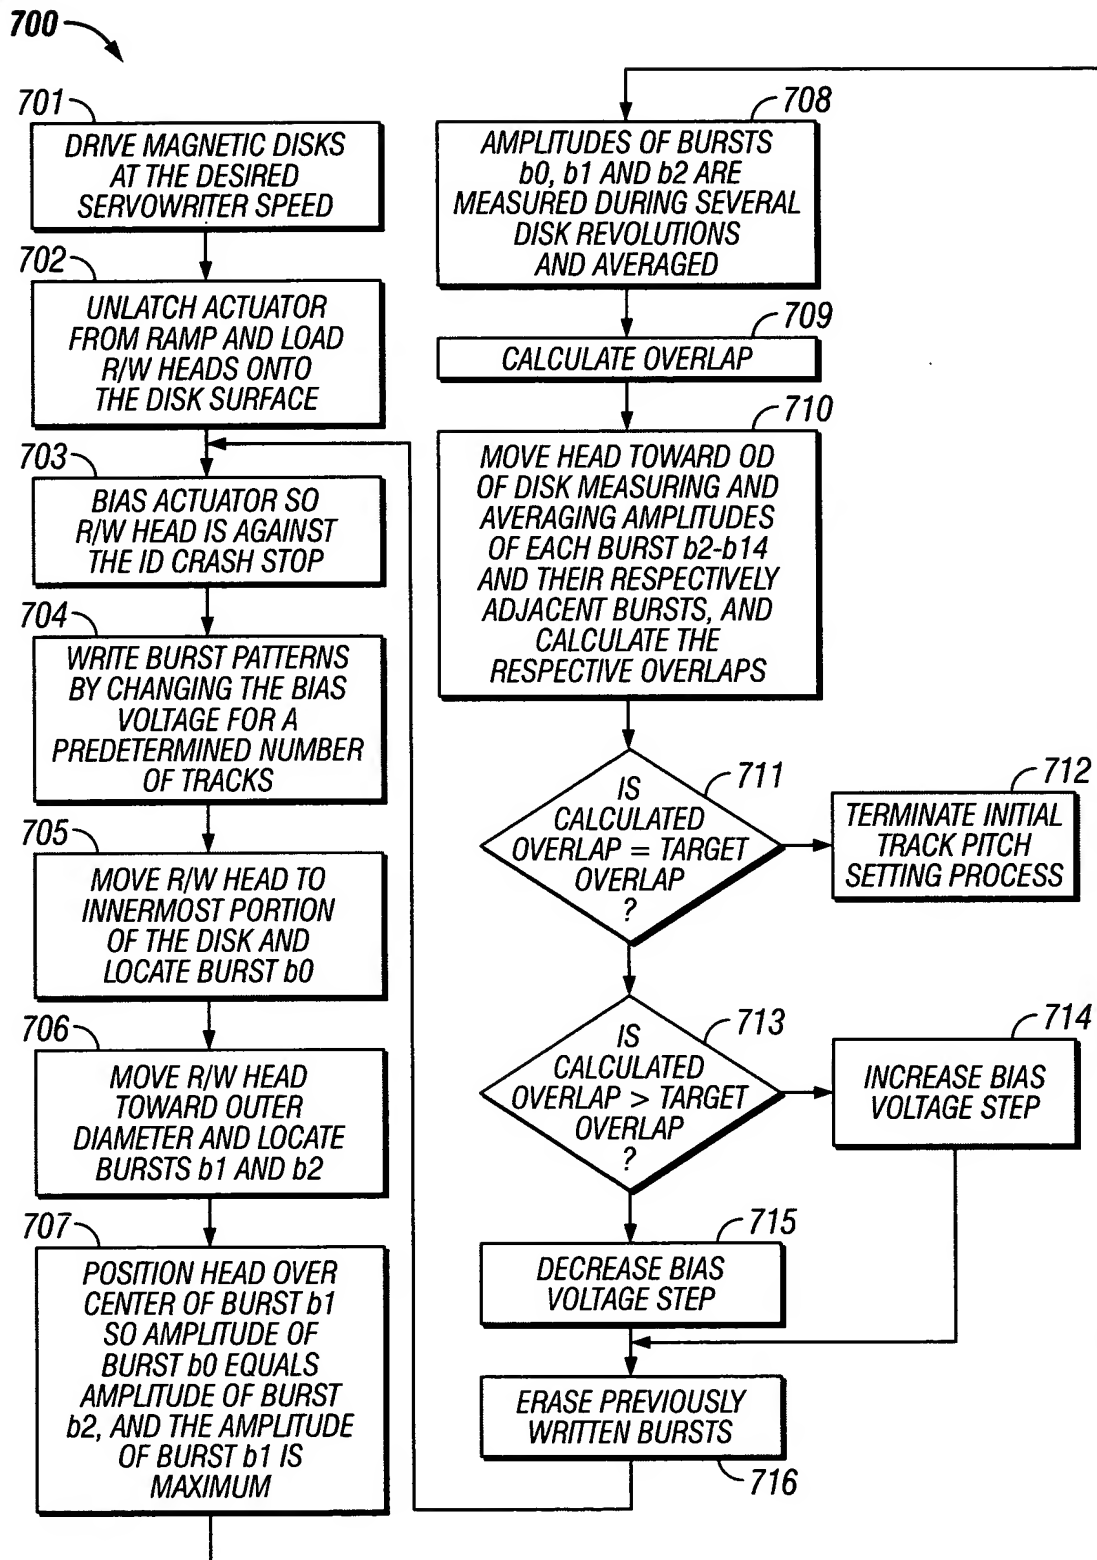 700
701
DRIVE MAGNETIC DISKS
AT THE DESIRED
SERVOWRITER SPEED
702
UNLATCH ACTUATOR
FROM RAMP AND LOAD
R/W HEADS ONTO
THE DISK SURFACE
703
BIAS ACTUATOR SO
R/W HEAD IS AGAINST
THE ID CRASH STOP
704
WRITE BURST PATTERNS
BY CHANGING THE BIAS
VOLTAGE FOR A
PREDETERMINED NUMBER
OF TRACKS
705
MOVE R/W HEAD TO
INNERMOST PORTION
OF THE DISK AND
LOCATE BURST b0
706
MOVE R/W HEAD
TOWARD OUTER
DIAMETER AND LOCATE
BURSTS b1 AND b2
707
POSITION HEAD OVER
CENTER OF BURST b1
SO AMPLITUDE OF
BURST b0 EQUALS
AMPLITUDE OF BURST
b2, AND THE AMPLITUDE
OF BURST b1 IS
MAXIMUM
708
AMPLITUDES OF BURSTS
b0, b1 AND b2 ARE
MEASURED DURING SEVERAL
DISK REVOLUTIONS
AND AVERAGED
709
CALCULATE OVERLAP
710
MOVE HEAD TOWARD OD
OF DISK MEASURING AND
AVERAGING AMPLITUDES
OF EACH BURST b2-b14
AND THEIR RESPECTIVELY
ADJACENT BURSTS, AND
CALCULATE THE
RESPECTIVE OVERLAPS
711
IS
CALCULATED
OVERLAP = TARGET
OVERLAP
?
712
TERMINATE INITIAL
TRACK PITCH
SETTING PROCESS
713
IS
CALCULATED
OVERLAP > TARGET
OVERLAP
?
714
INCREASE BIAS
VOLTAGE STEP
715
DECREASE BIAS
VOLTAGE STEP
ERASE PREVIOUSLY
WRITTEN BURSTS
716